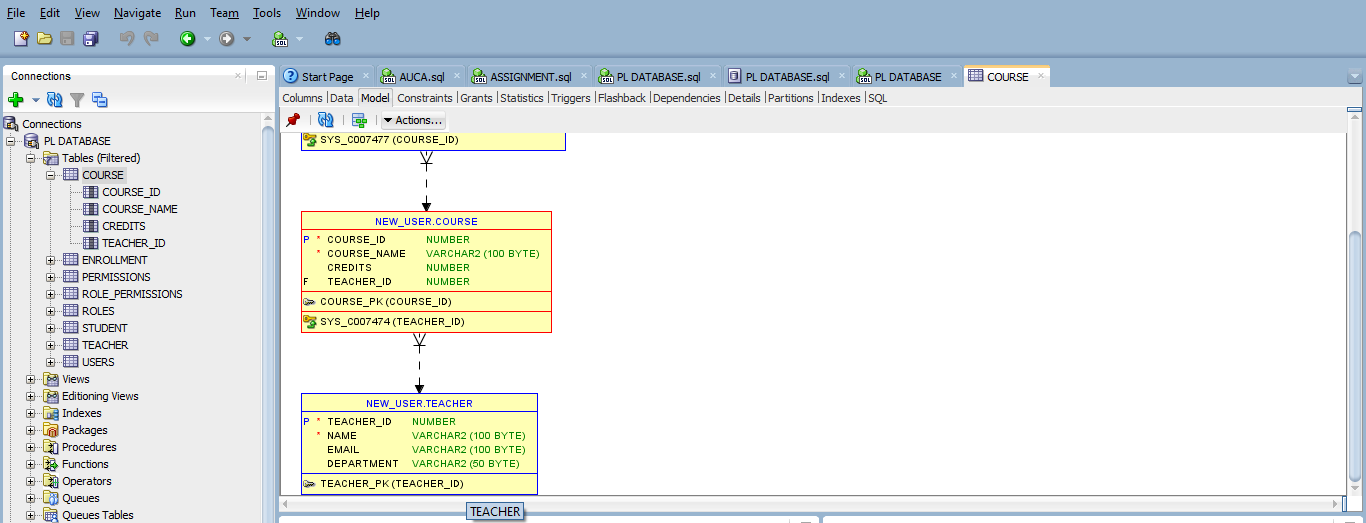 File Edit View Navigate Run Team Tools Window Help
Connections
Start Page AUCA.sql ASSIGNMENT.sql PL DATABASE.sql PL DATABASE.sql PL DATABASE COURSE
Columns Data Model Constraints Grants Statistics Triggers Flashback Dependencies Details Partitions Indexes SQL
Actions...
Connections
PL DATABASE
Tables (Filtered)
COURSE
COURSE_ID
COURSE_NAME
CREDITS
TEACHER_ID
ENROLLMENT
PERMISSIONS
ROLE_PERMISSIONS
ROLES
STUDENT
TEACHER
USERS
Views
Editioning Views
Indexes
Packages
Procedures
Functions
Operators
Queues
Queues Tables
SYS_C007477 (COURSE_ID)
NEW_USER.COURSE
P * COURSE_ID NUMBER
* COURSE_NAME VARCHAR2 (100 BYTE)
CREDITS NUMBER
F TEACHER_ID NUMBER
COURSE_PK (COURSE_ID)
SYS_C007474 (TEACHER_ID)
NEW_USER.TEACHER
P * TEACHER_ID NUMBER
* NAME VARCHAR2 (100 BYTE)
EMAIL VARCHAR2 (100 BYTE)
DEPARTMENT VARCHAR2 (50 BYTE)
TEACHER_PK (TEACHER_ID)
TEACHER